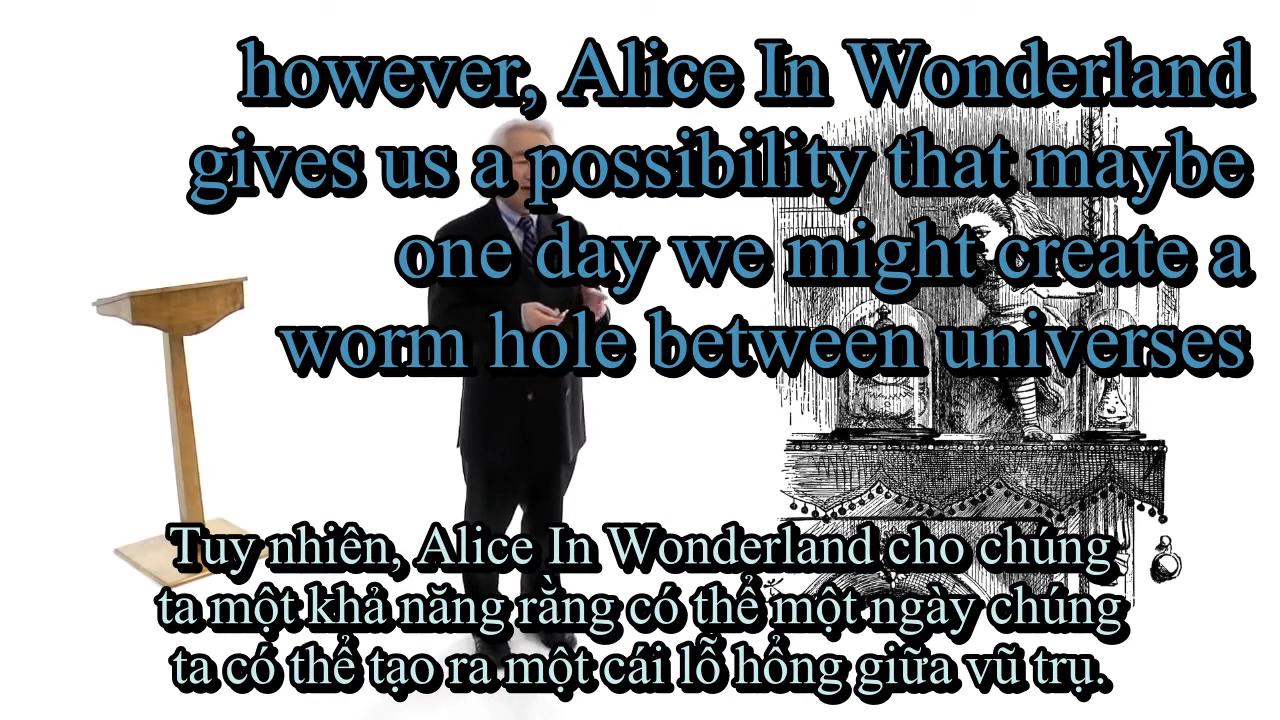 however, Alice In Wonderland
gives us a possibility that maybe
one day we might create a
worm hole between universes
Tuy nhiên, Alice In Wonderland cho chúng
ta một khả năng rằng có thể một ngày chúng
ta có thể tạo ra một cái lỗ hổng giữa vũ trụ.